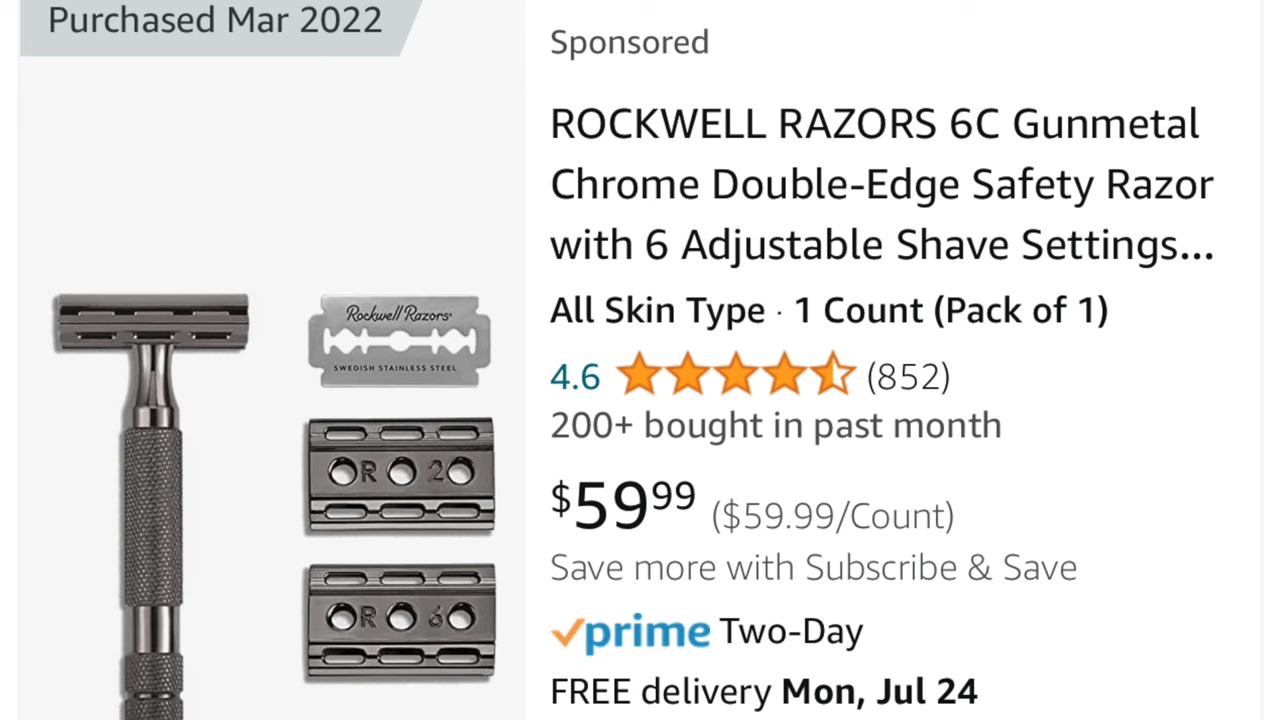 Purchased Mar 2022
Sponsored
ROCKWELL RAZORS 6C Gunmetal
Chrome Double-Edge Safety Razor
with 6 Adjustable Shave Settings...
All Skin Type · 1 Count (Pack of 1)
4.6 (852)
200+ bought in past month
$59⁹⁹ ($59.99/Count)
Save more with Subscribe & Save
prime Two-Day
FREE delivery Mon, Jul 24
Rockwell Razors
SWEDISH STAINLESS STEEL
R 2
R 6